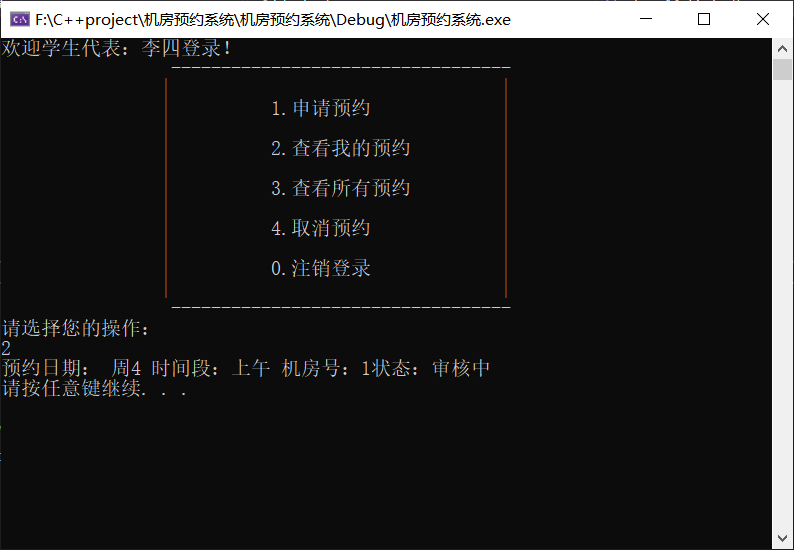 F:\C++project\机房预约系统\机房预约系统\Debug\机房预约系统.exe
欢迎学生代表：李四登录！
----------------------------------
1.申请预约
2.查看我的预约
3.查看所有预约
4.取消预约
0.注销登录
----------------------------------
请选择您的操作：
2
预约日期： 周4 时间段：上午 机房号：1状态：审核中
请按任意键继续. . .